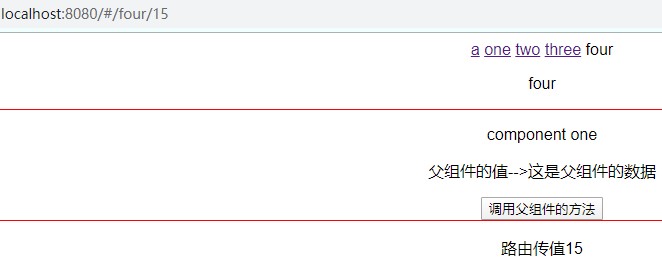 localhost:8080/#/four/15
a one two three four
four
component one
父组件的值-->这是父组件的数据
调用父组件的方法
路由传值15